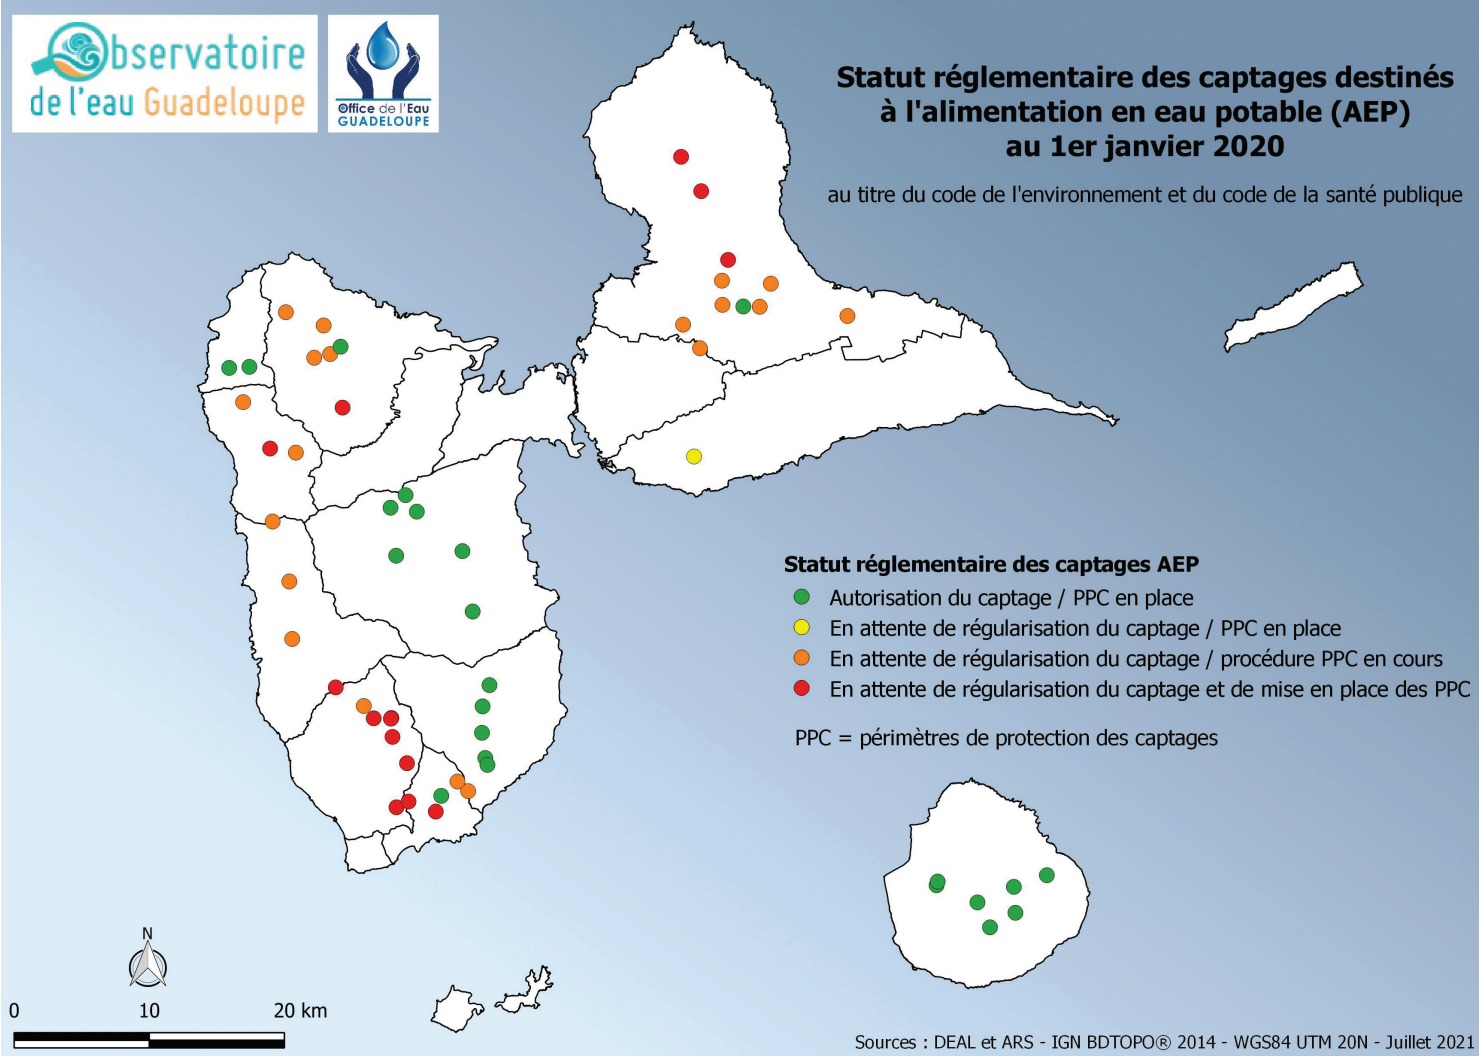 Observatoire
de l'eau Guadeloupe
Office de l'Eau
GUADELOUPE
Statut réglementaire des captages destinés
à l'alimentation en eau potable (AEP)
au 1er janvier 2020
au titre du code de l'environnement et du code de la santé publique
Statut réglementaire des captages AEP
Autorisation du captage / PPC en place
En attente de régularisation du captage / PPC en place
En attente de régularisation du captage / procédure PPC en cours
En attente de régularisation du captage et de mise en place des PPC
PPC = périmètres de protection des captages
N
0 10 20 km
Sources : DEAL et ARS - IGN BDTOPO® 2014 - WGS84 UTM 20N - Juillet 2021